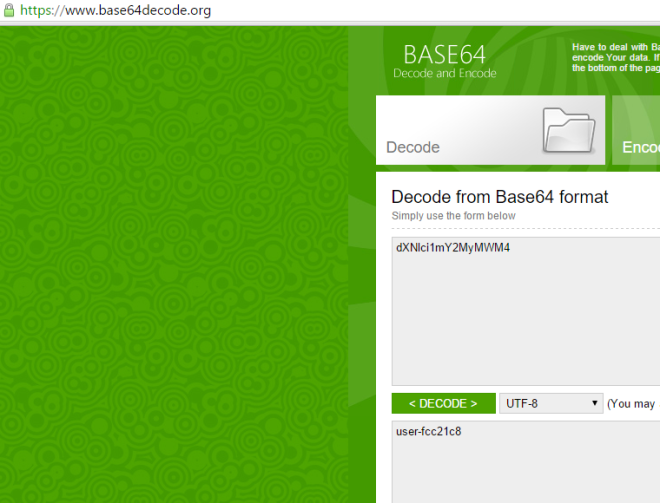 https://www.base64decode.org
BASE64
Decode and Encode
Have to deal with Ba
encode Your data. If
the bottom of the pag
Decode
Enco
Decode from Base64 format
Simply use the form below
dXNlci1mY2MyMWM4
< DECODE >
UTF-8
(You may
user-fcc21c8